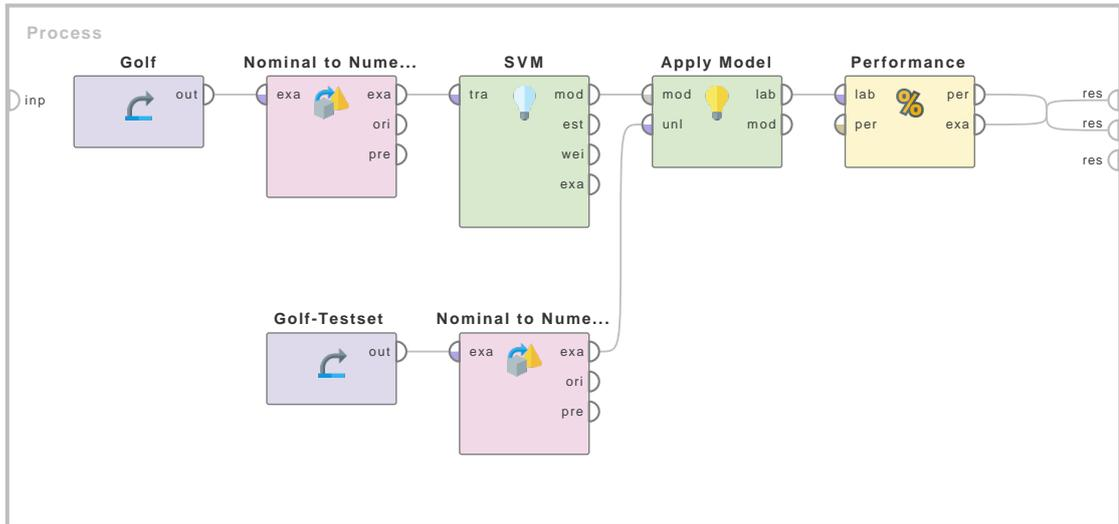 Process
Golf
Nominal to Nume...
SVM
Apply Model
Performance
inp
out
exa
exa
ori
pre
tra
mod
est
wei
exa
mod
unl
lab
mod
lab
per
%
per
exa
res
res
res
Golf-Testset
Nominal to Nume...
out
exa
exa
ori
pre